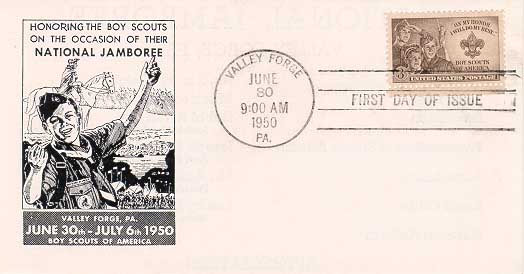 HONORING THE BOY SCOUTS
ON THE OCCASION OF THEIR
NATIONAL JAMBOREE
VALLEY FORGE, PA.
JUNE 30th - JULY 6th 1950
BOY SCOUTS OF AMERICA
VALLEY FORGE
JUNE
30
9:00 AM
1950
PA.
ON MY HONOR
I WILL DO MY BEST
BOY SCOUTS
OF AMERICA
3¢
UNITED STATES POSTAGE
FIRST DAY OF ISSUE